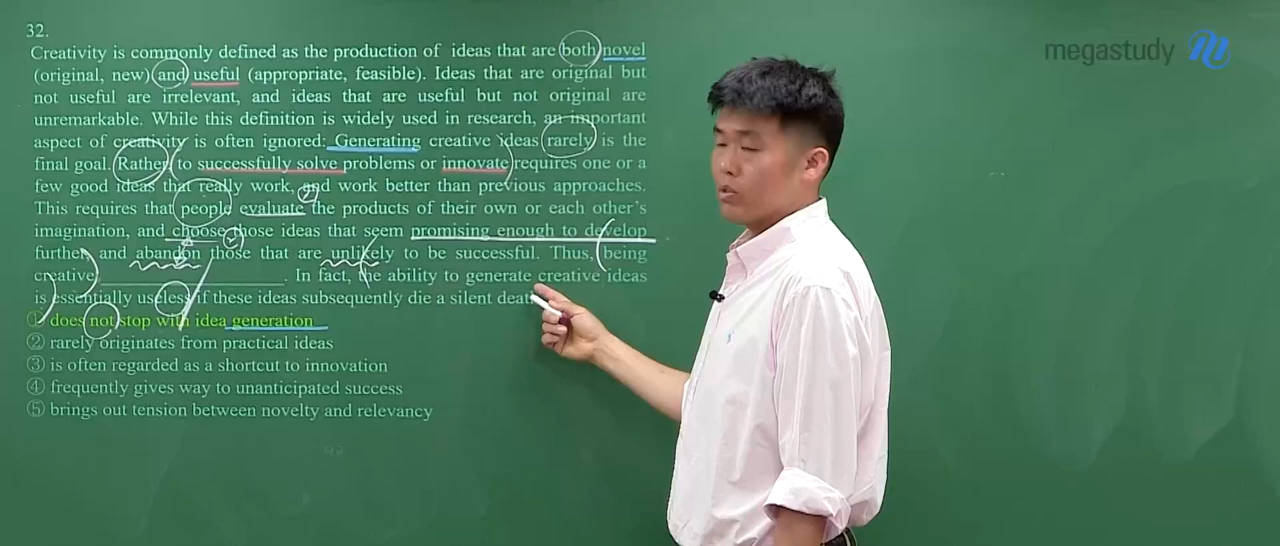 32.
Creativity is commonly defined as the production of ideas that are both novel
(original, new) and useful (appropriate, feasible). Ideas that are original but
not useful are irrelevant, and ideas that are useful but not original are
unremarkable. While this definition is widely used in research, an important
aspect of creativity is often ignored: Generating creative ideas rarely is the
final goal. Rather, to successfully solve problems or innovate requires one or a
few good ideas that really work, and work better than previous approaches.
This requires that people evaluate the products of their own or each other's
imagination, and choose those ideas that seem promising enough to develop
further, and abandon those that are unlikely to be successful. Thus, being
creative ____________________. In fact, the ability to generate creative ideas
is essentially useless if these ideas subsequently die a silent
① does not stop with idea generation
② rarely originates from practical ideas
③ is often regarded as a shortcut to innovation
④ frequently gives way to unanticipated success
⑤ brings out tension between novelty and relevancy
megastudy